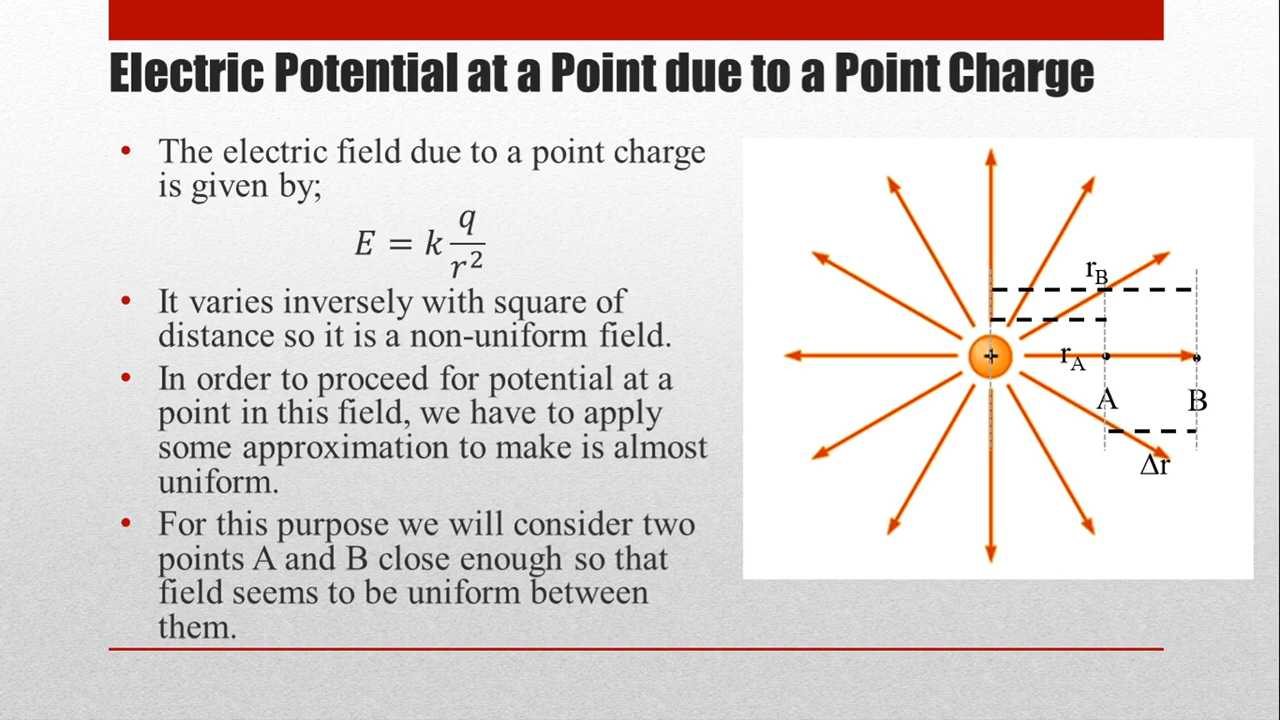 Electric Potential at a Point due to a Point Charge
• The electric field due to a point charge
is given by;
E = k q/r²
• It varies inversely with square of
distance so it is a non-uniform field.
• In order to proceed for potential at a
point in this field, we have to apply
some approximation to make is almost
uniform.
• For this purpose we will consider two
points A and B close enough so that
field seems to be uniform between
them.
r_B
+
r_A
A
B
Δr